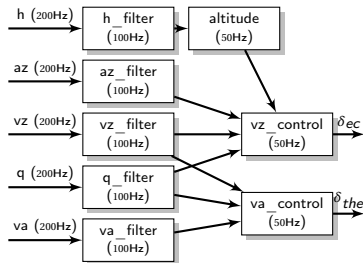 h (200Hz)
h_filter
(100Hz)
altitude
(50Hz)
az (200Hz)
az_filter
(100Hz)
vz (200Hz)
vz_filter
(100Hz)
vz_control
(50Hz)
δec
q (200Hz)
q_filter
(100Hz)
va_control
(50Hz)
δthe
va (200Hz)
va_filter
(100Hz)